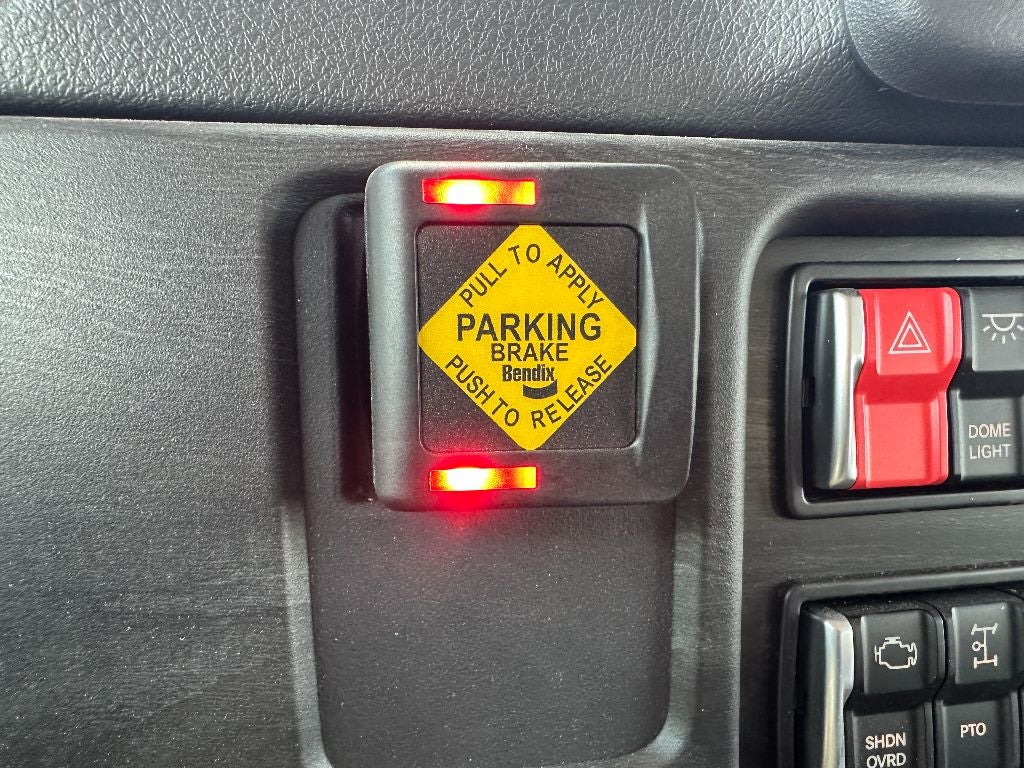 PULL TO APPLY
PARKING
BRAKE
Bendix
PUSH TO RELEASE
DOME
LIGHT
SHDN
OVRD
PTO